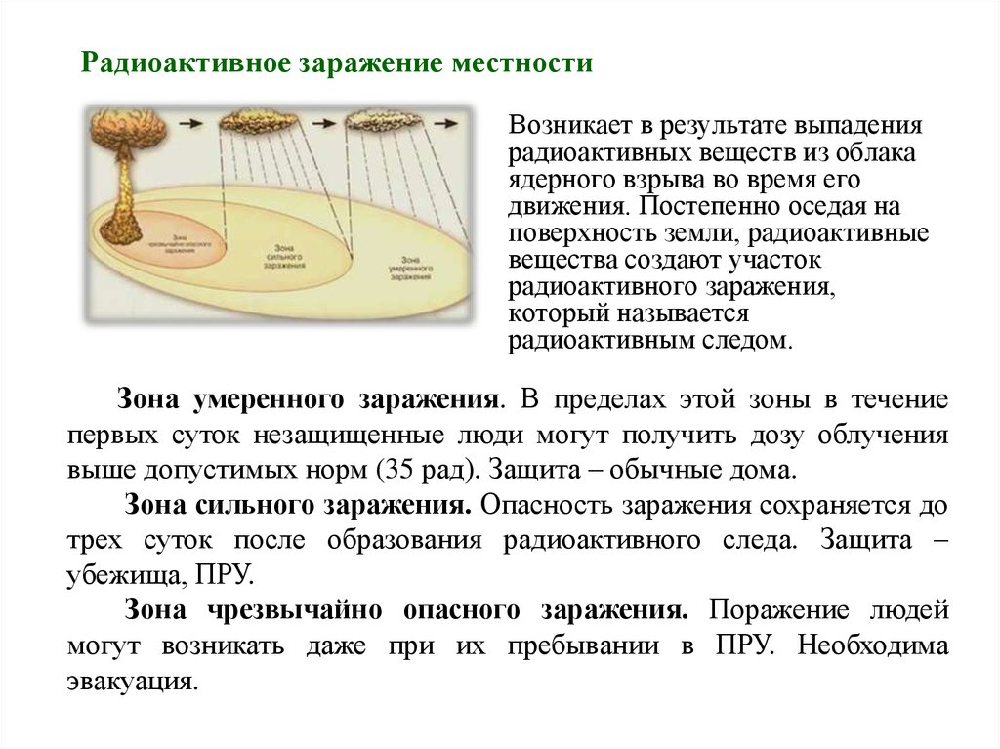 Радиоактивное заражение местности
Возникает в результате выпадения
радиоактивных веществ из облака
ядерного взрыва во время его
движения. Постепенно оседая на
поверхность земли, радиоактивные
вещества создают участок
радиоактивного заражения,
который называется
радиоактивным следом.
Зона
чрезвычайно опасного
заражения
Зона
сильного
заражения
Зона
умеренного
заражения
Зона умеренного заражения. В пределах этой зоны в течение
первых суток незащищенные люди могут получить дозу облучения
выше допустимых норм (35 рад). Защита – обычные дома.
Зона сильного заражения. Опасность заражения сохраняется до
трех суток после образования радиоактивного следа. Защита –
убежища, ПРУ.
Зона чрезвычайно опасного заражения. Поражение людей
могут возникать даже при их пребывании в ПРУ. Необходима
эвакуация.